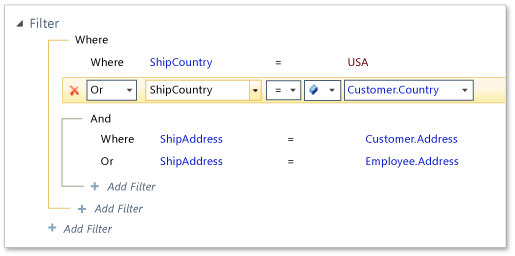 Filter
Where
Where ShipCountry = USA
Or ShipCountry = Customer.Country
And
Where ShipAddress = Customer.Address
Or ShipAddress = Employee.Address
Add Filter
Add Filter
Add Filter